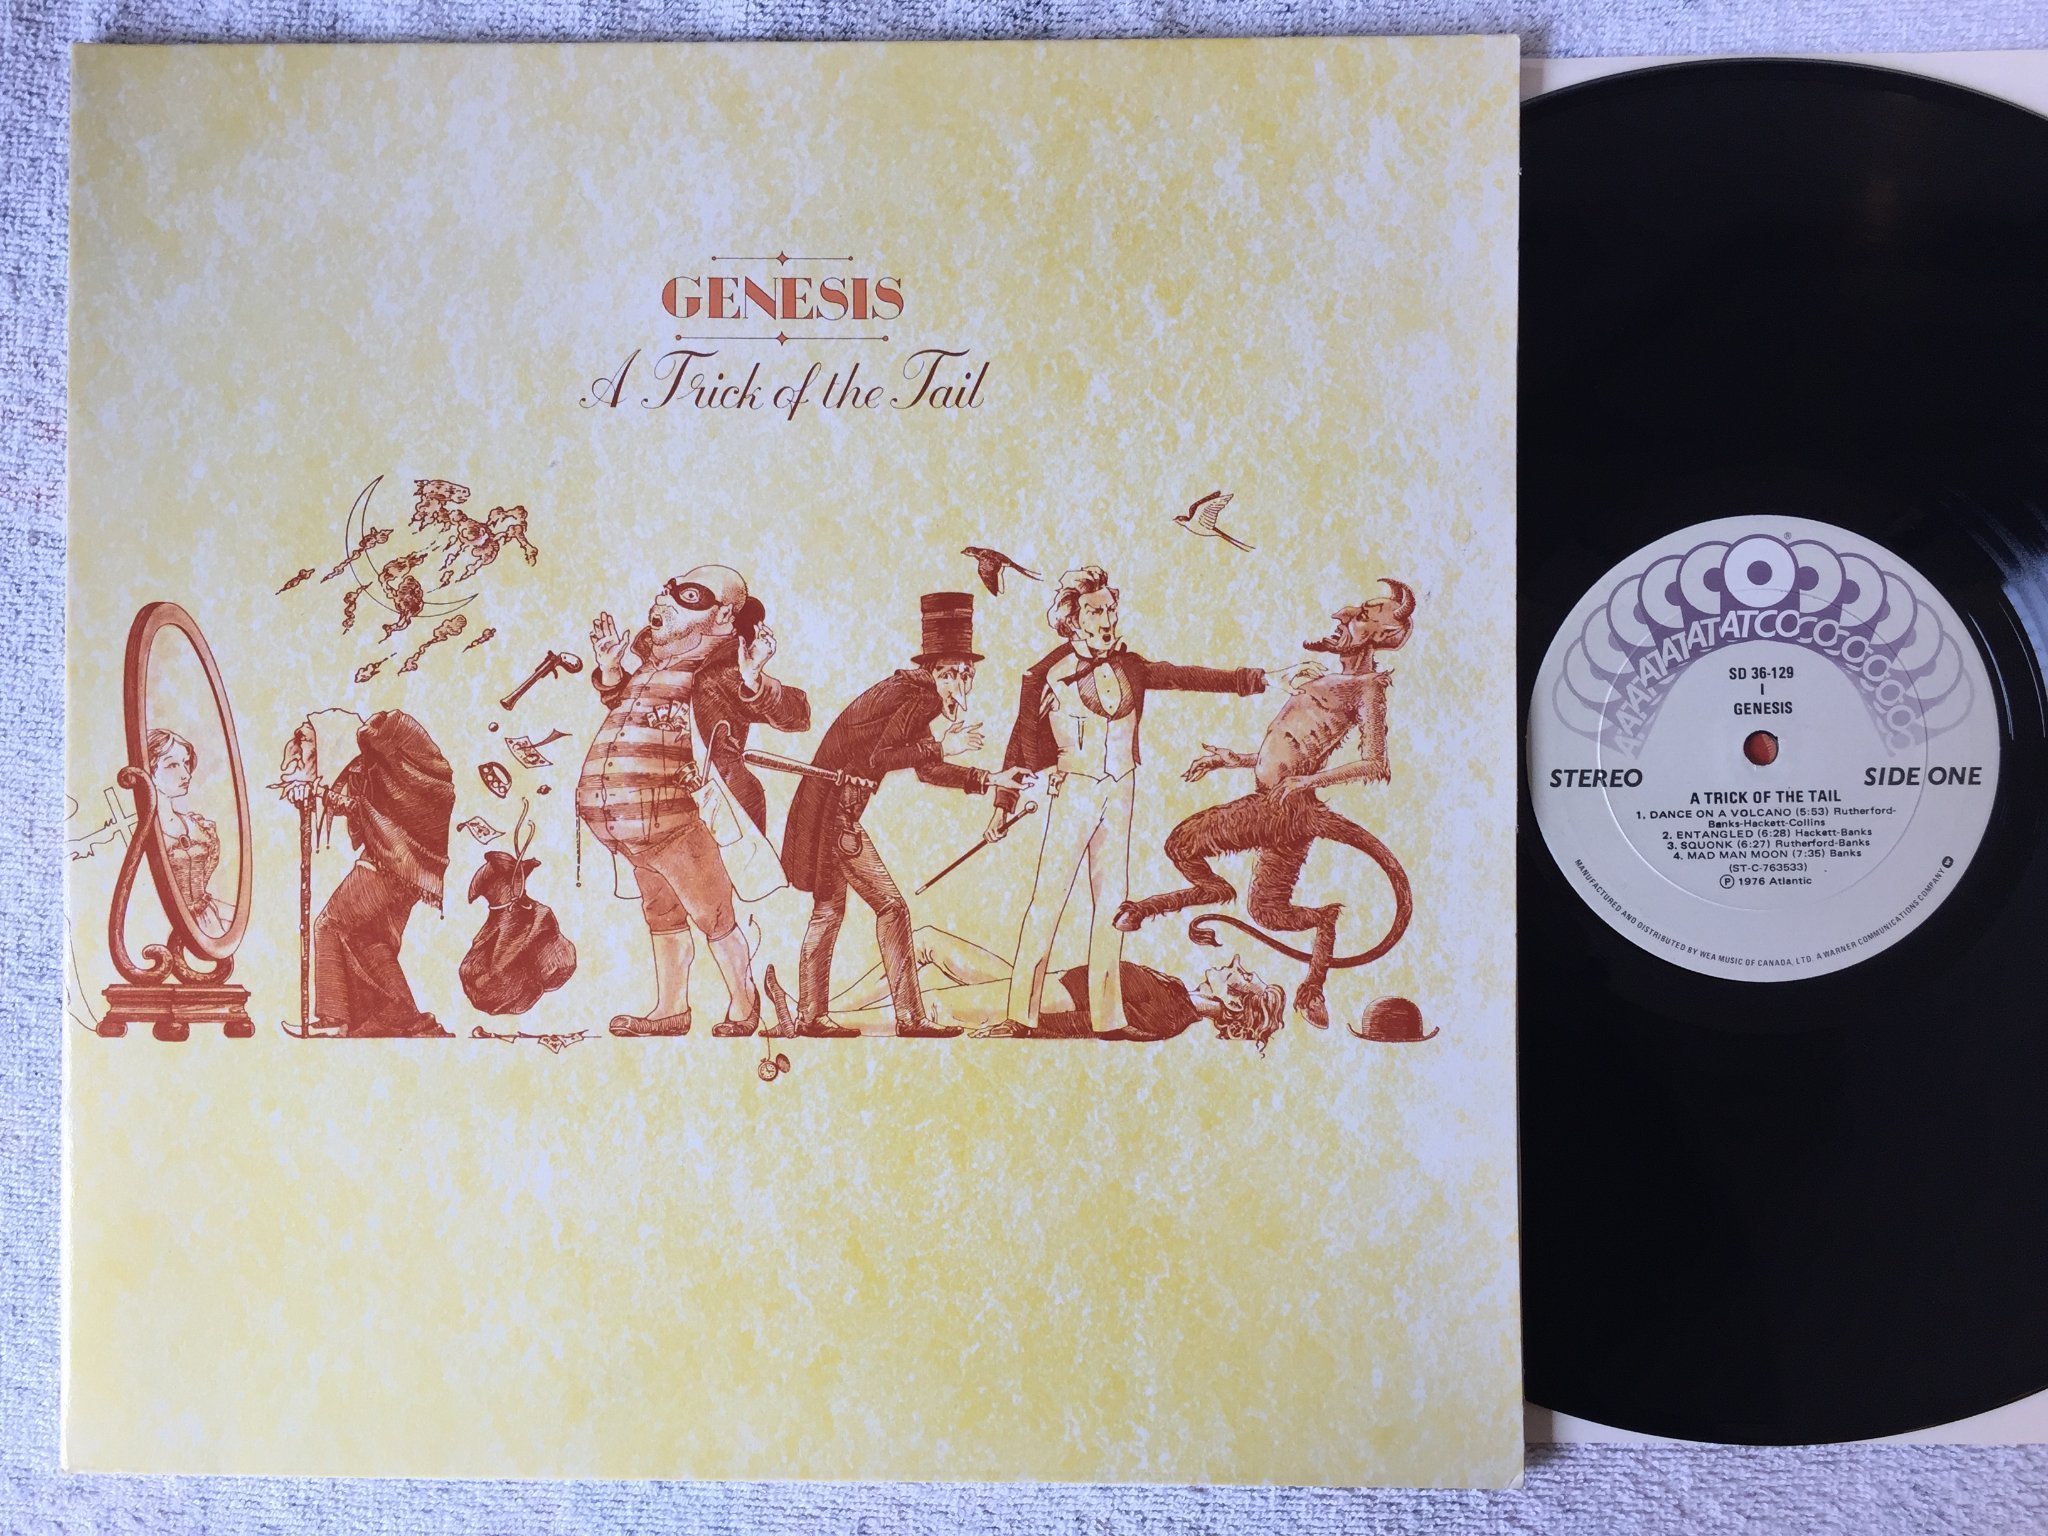 GENESIS
A Trick of the Tail
ATCO
®
SD 36-129
I
GENESIS
STEREO
SIDE ONE
A TRICK OF THE TAIL
1. DANCE ON A VOLCANO (5:53) Rutherford-
Banks-Hackett-Collins
2. ENTANGLED (6:28) Hackett-Banks
3. SQUONK (6:27) Rutherford-Banks
4. MAD MAN MOON (7:35) Banks
(ST-C-763533)
Ⓟ 1976 Atlantic
MANUFACTURED AND DISTRIBUTED BY WEA MUSIC OF CANADA, LTD. A WARNER COMMUNICATIONS COMPANY